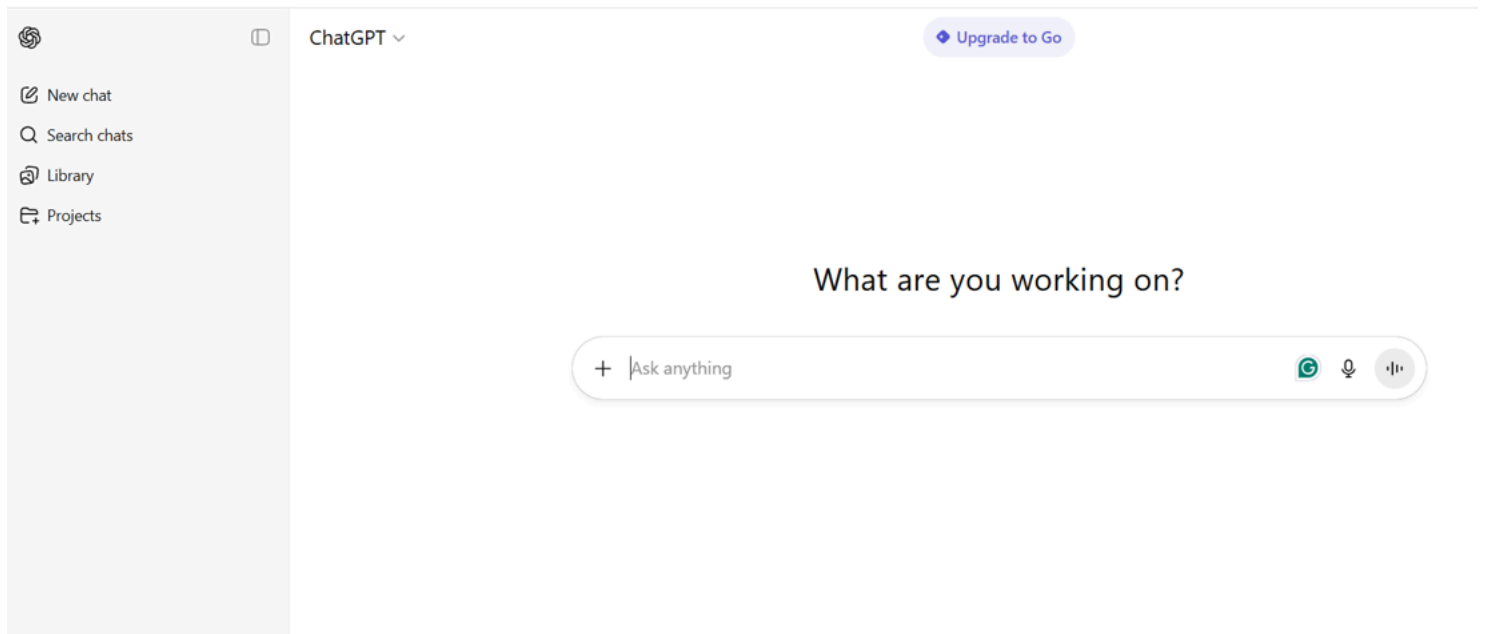 ChatGPT
Upgrade to Go
New chat
Search chats
Library
Projects
What are you working on?
Ask anything